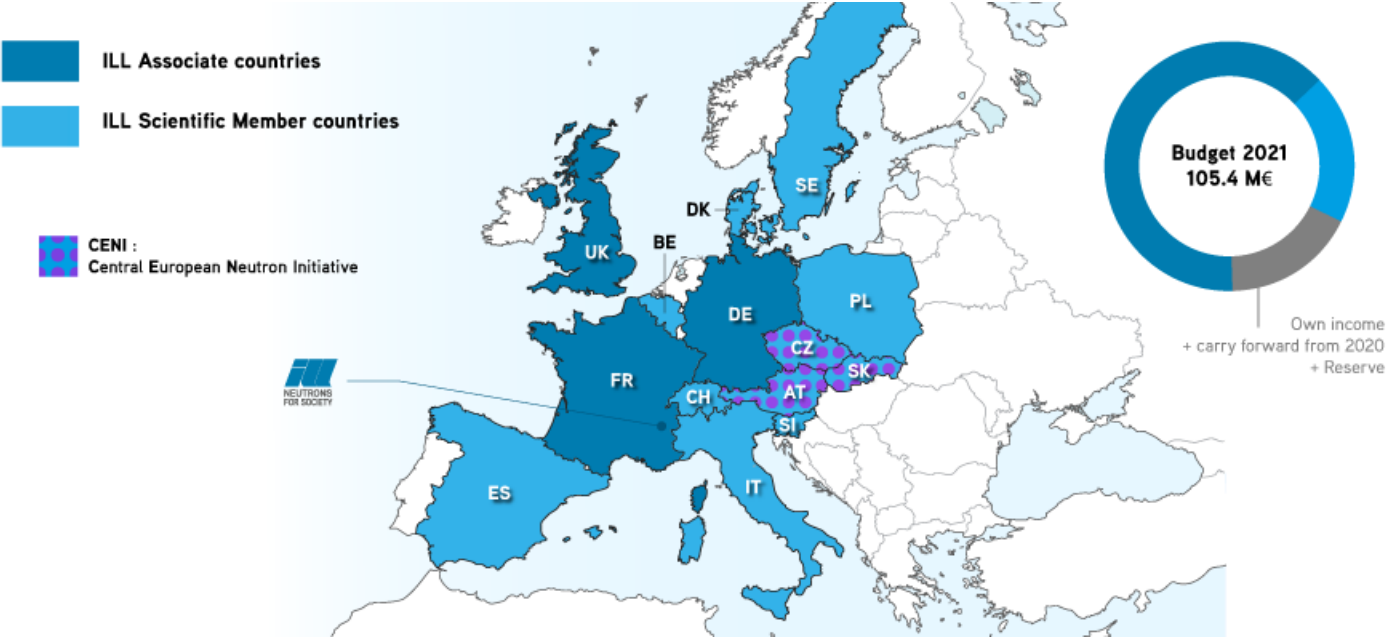 ILL Associate countries
ILL Scientific Member countries
CENI :
Central European Neutron Initiative
Budget 2021
105.4 M€
Own income
+ carry forward from 2020
+ Reserve
SE
DK
BE
UK
DE
PL
CZ
SK
FR
CH
AT
SI
ES
IT
ill
NEUTRONS
FOR SOCIETY